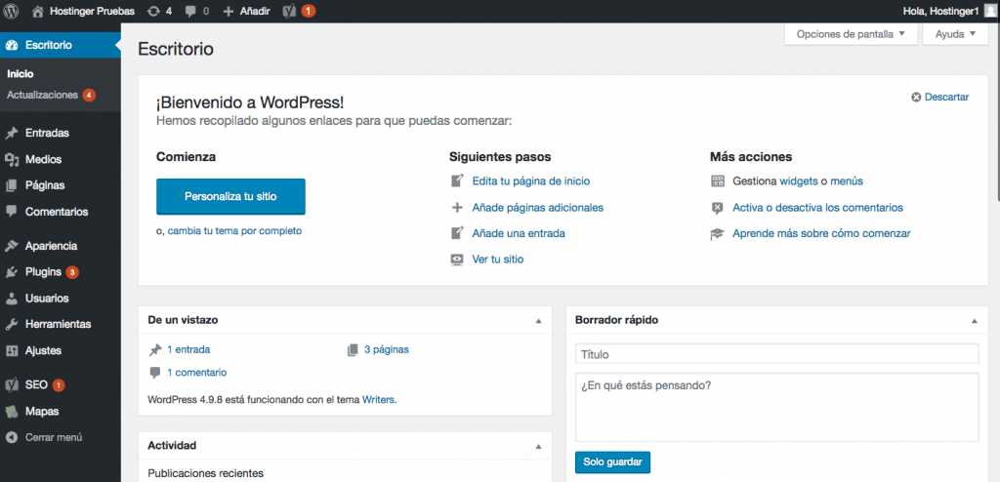 Hostinger Pruebas 4 0 Añadir 1 Hola, Hostinger1
Escritorio
Inicio
Actualizaciones 4
Entradas
Medios
Páginas
Comentarios
Apariencia
Plugins 3
Usuarios
Herramientas
Ajustes
SEO 1
Mapas
Cerrar menú
Opciones de pantalla Ayuda
Escritorio
¡Bienvenido a WordPress!
Descartar
Hemos recopilado algunos enlaces para que puedas comenzar:
Comienza
Personaliza tu sitio
o, cambia tu tema por completo
Siguientes pasos
Edita tu página de inicio
Añade páginas adicionales
Añade una entrada
Ver tu sitio
Más acciones
Gestiona widgets o menús
Activa o desactiva los comentarios
Aprende más sobre cómo comenzar
De un vistazo
1 entrada 3 páginas
1 comentario
WordPress 4.9.8 está funcionando con el tema Writers.
Actividad
Publicaciones recientes
Borrador rápido
Título
¿En qué estás pensando?
Solo guardar